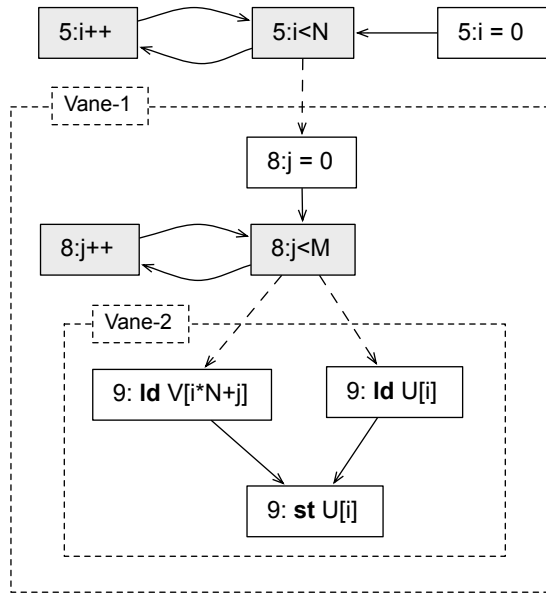 5:i++
5:i<N
5:i = 0
Vane-1
8:j = 0
8:j++
8:j<M
Vane-2
9: ld V[i*N+j]
9: ld U[i]
9: st U[i]